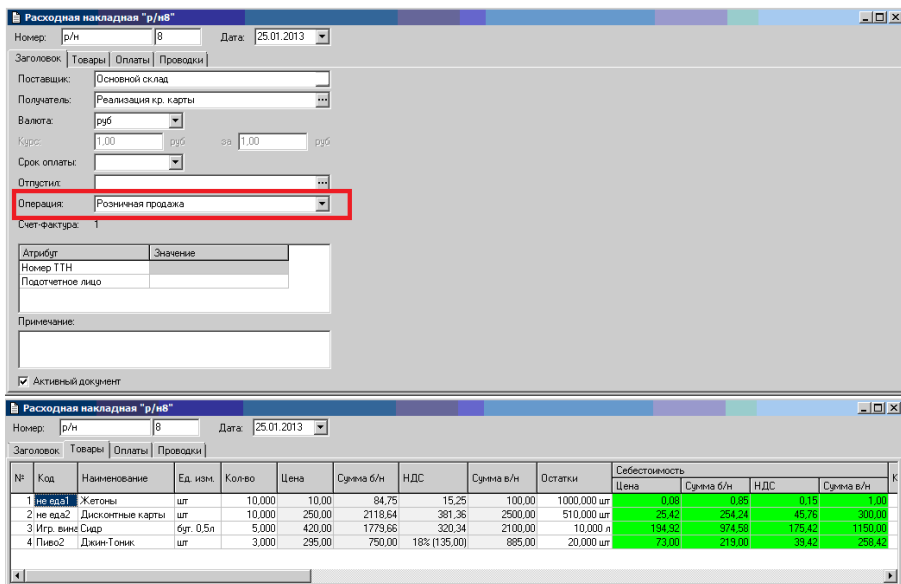 Расходная накладная "р/н8"
Номер: р/н 8 Дата: 25.01.2013
Заголовок Товары Оплаты Проводки
Поставщик: Основной склад
Получатель: Реализация кр. карты ...
Валюта: руб
Курс: 1,00 руб за 1,00 руб
Срок оплаты:
Отпустил: ...
Операция: Розничная продажа
Счет-фактура: 1
Атрибут Значение
Номер ТТН
Подотчетное лицо
Примечание:
Активный документ
Расходная накладная "р/н8"
Номер: р/н 8 Дата: 25.01.2013
Заголовок Товары Оплаты Проводки
№ Код Наименование Ед. изм. Кол-во Цена Сумма б/н НДС Сумма в/н Остатки Себестоимость К
Цена Сумма б/н НДС Сумма в/н
1 не еда1 Жетоны шт 10,000 10,00 84,75 15,25 100,00 1000,000 шт 0,08 0,85 0,15 1,00
2 не еда2 Дисконтные карты шт 10,000 250,00 2118,64 381,36 2500,00 510,000 шт 25,42 254,24 45,76 300,00
3 Игр. вина Сидр бут. 0,5л 5,000 420,00 1779,66 320,34 2100,00 10,000 л 194,92 974,58 175,42 1150,00
4 Пиво2 Джин-Тоник шт 3,000 295,00 750,00 18% (135,00) 885,00 20,000 шт 73,00 219,00 39,42 258,42